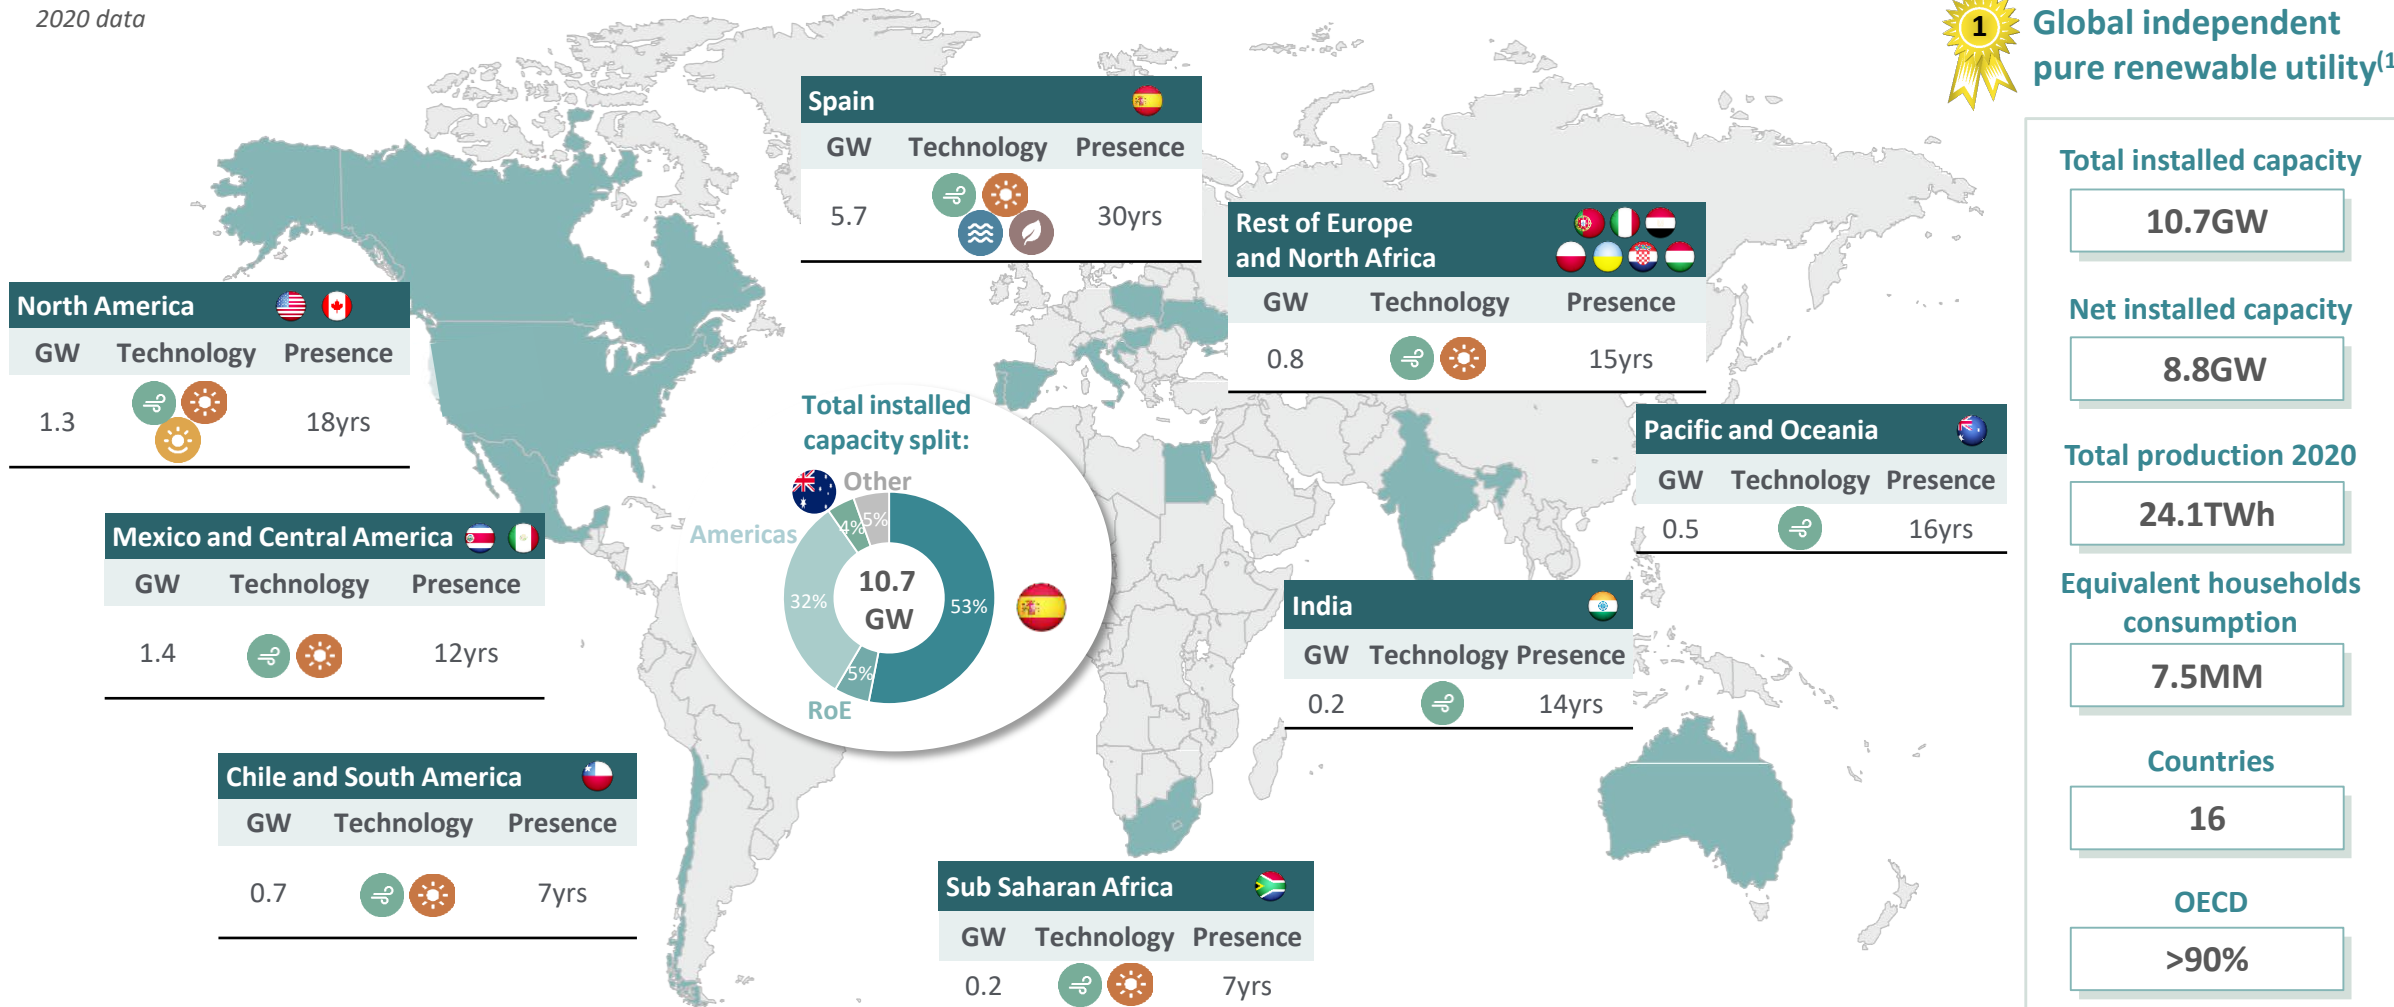 2020 data
1
Global independent
pure renewable utility(1
Spain
GW Technology Presence
5.7 30yrs
Rest of Europe
and North Africa
GW Technology Presence
0.8 15yrs
North America
GW Technology Presence
1.3 18yrs
Pacific and Oceania
GW Technology Presence
0.5 16yrs
Mexico and Central America
GW Technology Presence
1.4 12yrs
Total installed
capacity split:
Other
Americas
4%
5%
32%
10.7
GW
53%
5%
RoE
India
GW Technology Presence
0.2 14yrs
Chile and South America
GW Technology Presence
0.7 7yrs
Sub Saharan Africa
GW Technology Presence
0.2 7yrs
Total installed capacity
10.7GW
Net installed capacity
8.8GW
Total production 2020
24.1TWh
Equivalent households
consumption
7.5MM
Countries
16
OECD
>90%